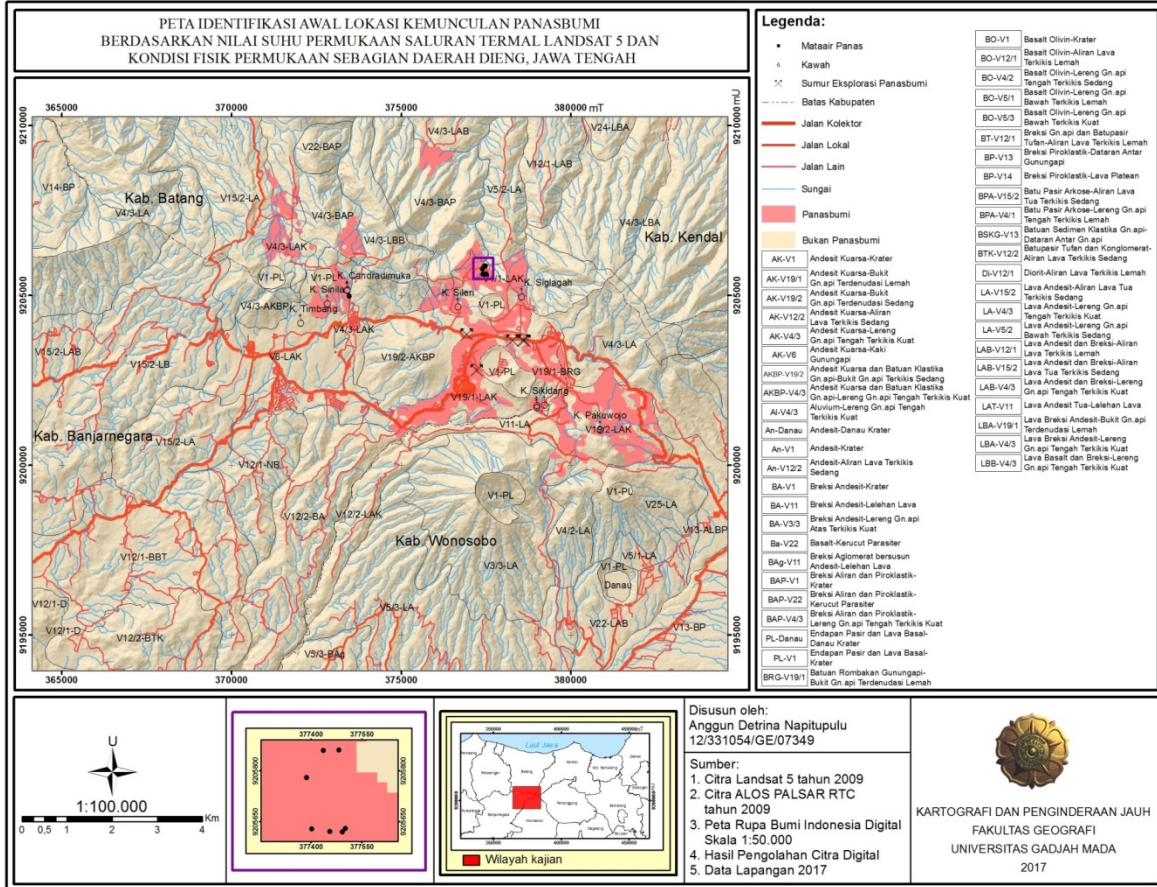 PETA IDENTIFIKASI AWAL LOKASI KEMUNCULAN PANASBUMI
BERDASARKAN NILAI SUHU PERMUKAAN SALURAN TERMAL LANDSAT 5 DAN
KONDISI FISIK PERMUKAAN SEBAGIAN DAERAH DIENG, JAWA TENGAH
365000 370000 375000 380000 mT
9210000 mU
9205000
9200000
9195000
V4/3-LAB
V24-LBA
V22-BAP
V12/1-LAB
V5/2-LA
V14-BP
Kab. Batang
V15/2-LA
V4/3-BAP
V4/3-BAP
V4/3-LA
V4/3-LBA
Kab. Kendal
V4/3-LAK
V4/3-LBB
V1-PL
V1-PL
K. Candradimuka
K. Sinila
K. Sileri
K. Siglagah
V4/3-AKBP
K. Timbang
V1-PL
V4/3-LAK
V4/3-LA
V15/2-LAB
V15/2-LB
V6-LAK
V19/2-AKBP
V1-PL
V19/1-BRG
V19/1-LAK
K. Sikidang
K. Pakuwojo
V19/2-LAK
V11-LA
Kab. Banjarnegara
V15/2-LA
V12/1-NB
V1-PL
V1-PL
V25-LA
V12/2-BA
V12/2-LAK
V13-ALBP
Kab. Wonosobo
V4/2-LA
V12/1-BBT
V3/3-LA
V5/1-LA
V1-PL
Danau
V12/1-D
V5/3-LA
V22-LAB
V13-BP
V12/1-D
V12/2-BTK
V5/3-BAg
365000 370000 375000 380000
Legenda:
Mataair Panas
Kawah
Sumur Eksplorasi Panasbumi
Batas Kabupaten
Jalan Kolektor
Jalan Lokal
Jalan Lain
Sungai
Panasbumi
Bukan Panasbumi
AK-V1 Andesit Kuarsa-Krater
AK-V19/1 Andesit Kuarsa-Bukit
Gn.api Terdenudasi Lemah
AK-V19/2 Andesit Kuarsa-Bukit
Gn.api Terdenudasi Sedang
AK-V12/2 Andesit Kuarsa-Aliran
Lava Terkikis Sedang
AK-V4/3 Andesit Kuarsa-Lereng
Gn.api Tengah Terkikis Kuat
AK-V6 Andesit Kuarsa-Kaki
Gunungapi
AKBP-V19/2 Andesit Kuarsa dan Batuan Klastika
Gn.api-Bukit Gn.api Terkikis Sedang
AKBP-V4/3 Andesit Kuarsa dan Batuan Klastika
Gn.api-Lereng Gn.api Tengah Terkikis Kuat
Al-V4/3 Aluvium-Lereng Gn.api Tengah
Terkikis Kuat
An-Danau Andesit-Danau Krater
An-V1 Andesit-Krater
An-V12/2 Andesit-Aliran Lava Terkikis
Sedang
BA-V1 Breksi Andesit-Krater
BA-V11 Breksi Andesit-Lelehan Lava
BA-V3/3 Breksi Andesit-Lereng Gn.api
Atas Terkikis Kuat
Ba-V22 Basalt-Kerucut Parasiter
BAg-V11 Breksi Aglomerat bersusun
Andesit-Lelehan Lava
BAP-V1 Breksi Aliran dan Piroklastik-
Krater
BAP-V22 Breksi Aliran dan Piroklastik-
Kerucut Parasiter
BAP-V4/3 Breksi Aliran dan Piroklastik-
Lereng Gn.api Tengah Terkikis Kuat
PL-Danau Endapan Pasir dan Lava Basal-
Danau Krater
PL-V1 Endapan Pasir dan Lava Basal-
Krater
BRG-V19/1 Batuan Rombakan Gunungapi-
Bukit Gn.api Terdenudasi Lemah
BO-V1 Basalt Olivin-Krater
BO-V12/1 Basalt Olivin-Aliran Lava
Terkikis Lemah
BO-V4/2 Basalt Olivin-Lereng Gn.api
Tengah Terkikis Sedang
BO-V5/1 Basalt Olivin-Lereng Gn.api
Bawah Terkikis Lemah
BO-V5/3 Basalt Olivin-Lereng Gn.api
Bawah Terkikis Kuat
BT-V12/1 Breksi Gn.api dan Batupasir
Tufan-Aliran Lava Terkikis Lemah
BP-V13 Breksi Piroklastik-Dataran Antar
Gunungapi
BP-V14 Breksi Piroklastik-Lava Platean
BPA-V15/2 Batu Pasir Arkose-Aliran Lava
Tua Terkikis Sedang
BPA-V4/1 Batu Pasir Arkose-Lereng Gn.api
Tengah Terkikis Lemah
BSKG-V13 Batuan Sedimen Klastika Gn.api-
Dataran Antar Gn.api
BTK-V12/2 Batupasir Tufan dan Konglomerat-
Aliran Lava Terkikis Sedang
Di-V12/1 Diorit-Aliran Lava Terkikis Lemah
LA-V15/2 Lava Andesit-Aliran Lava Tua
Terkikis Sedang
LA-V4/3 Lava Andesit-Lereng Gn.api
Tengah Terkikis Kuat
LA-V5/2 Lava Andesit-Lereng Gn.api
Bawah Terkikis Sedang
LAB-V12/1 Lava Andesit dan Breksi-Aliran
Lava Terkikis Lemah
LAB-V15/2 Lava Andesit dan Breksi-Aliran
Lava Tua Terkikis Sedang
LAB-V4/3 Lava Andesit dan Breksi-Lereng
Gn.api Tengah Terkikis Kuat
LAT-V11 Lava Andesit Tua-Lelehan Lava
LBA-V19/1 Lava Breksi Andesit-Bukit Gn.api
Terdenudasi Lemah
LBA-V4/3 Lava Breksi Andesit-Lereng
Gn.api Tengah Terkikis Kuat
LBB-V4/3 Lava Basalt dan Breksi-Lereng
Gn.api Tengah Terkikis Kuat
U
1:100.000
0 0,5 1 2 3 4 Km
377400 377550
9205800
9205650
377400 377550
Laut Jawa
Wilayah kajian
Disusun oleh:
Anggun Detrina Napitupulu
12/331054/GE/07349
Sumber:
1. Citra Landsat 5 tahun 2009
2. Citra ALOS PALSAR RTC
tahun 2009
3. Peta Rupa Bumi Indonesia Digital
Skala 1:50.000
4. Hasil Pengolahan Citra Digital
5. Data Lapangan 2017
KARTOGRAFI DAN PENGINDERAAN JAUH
FAKULTAS GEOGRAFI
UNIVERSITAS GADJAH MADA
2017